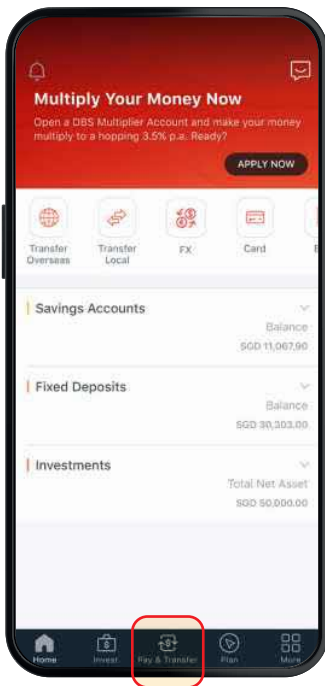 Multiply Your Money Now
Open a DBS Multiplier Account and make your money
multiply to a hopping 3.5% p.a. Ready?
APPLY NOW
Transfer Overseas
Transfer Local
FX
Card
Savings Accounts
Balance
SGD 11,067.90
Fixed Deposits
Balance
SGD 30,303.00
Investments
Total Net Asset
SGD 50,000.00
Home
Invest
Pay & Transfer
Plan
More